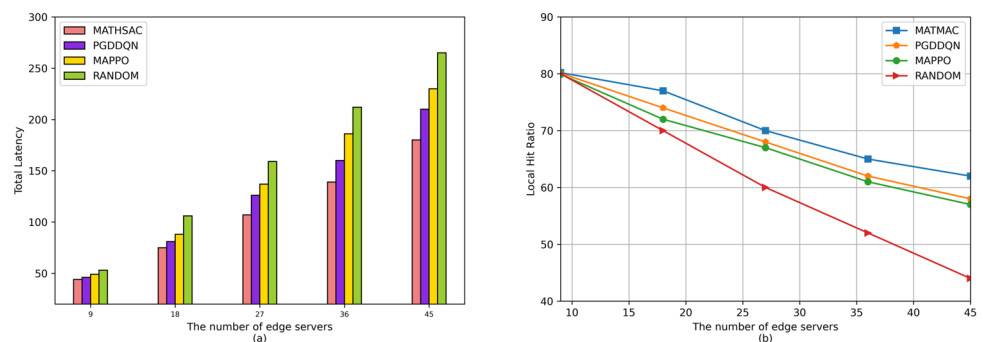 300
250
200
150
100
50
Total Latency
MATHSAC
PGDDQN
MAPPO
RANDOM
9
18
27
36
45
The number of edge servers
(a)
90
80
70
60
50
40
Local Hit Ratio
MATMAC
PGDDQN
MAPPO
RANDOM
10
15
20
25
30
35
40
45
The number of edge servers
(b)